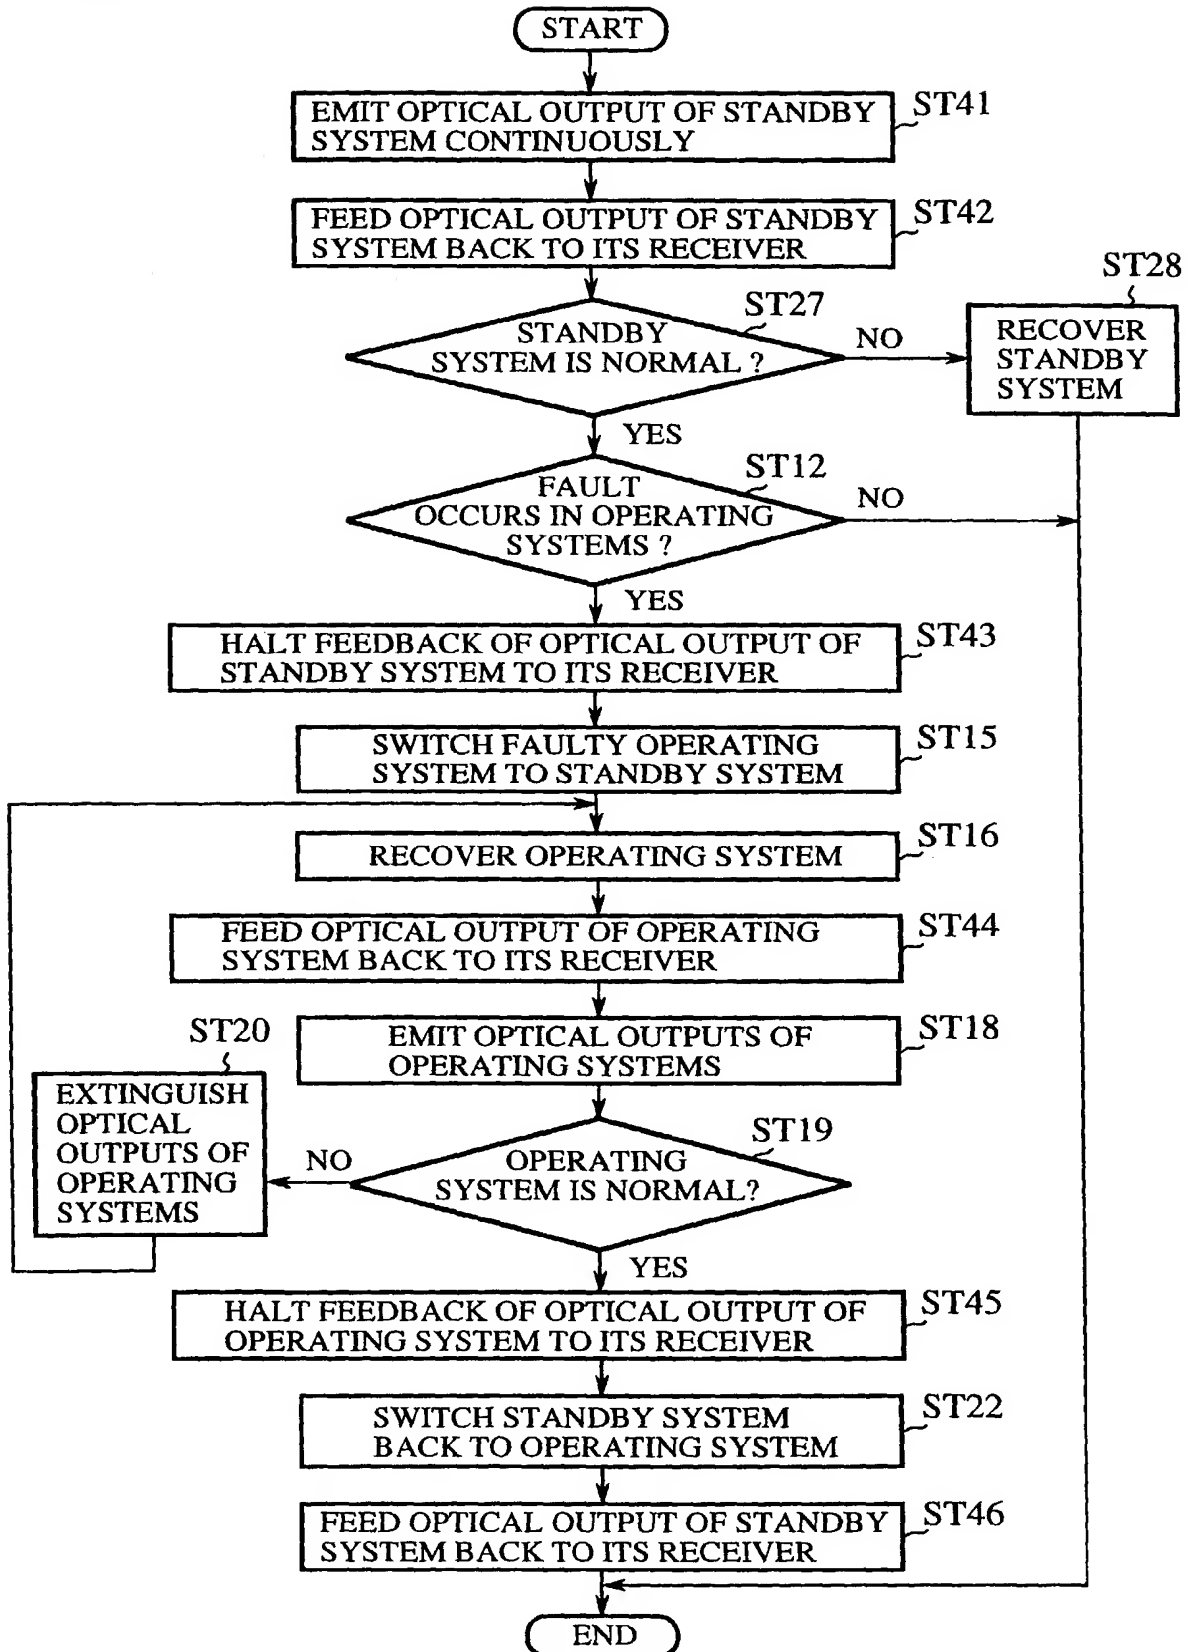 START
EMIT OPTICAL OUTPUT OF STANDBY
SYSTEM CONTINUOUSLY
ST41
FEED OPTICAL OUTPUT OF STANDBY
SYSTEM BACK TO ITS RECEIVER
ST42
STANDBY
SYSTEM IS NORMAL ?
ST27
NO
ST28
RECOVER
STANDBY
SYSTEM
YES
FAULT
OCCURS IN OPERATING
SYSTEMS ?
ST12
NO
YES
HALT FEEDBACK OF OPTICAL OUTPUT OF
STANDBY SYSTEM TO ITS RECEIVER
ST43
SWITCH FAULTY OPERATING
SYSTEM TO STANDBY SYSTEM
ST15
RECOVER OPERATING SYSTEM
ST16
FEED OPTICAL OUTPUT OF OPERATING
SYSTEM BACK TO ITS RECEIVER
ST44
EMIT OPTICAL OUTPUTS OF
OPERATING SYSTEMS
ST18
ST20
EXTINGUISH
OPTICAL
OUTPUTS OF
OPERATING
SYSTEMS
NO
OPERATING
SYSTEM IS NORMAL?
ST19
YES
HALT FEEDBACK OF OPTICAL OUTPUT OF
OPERATING SYSTEM TO ITS RECEIVER
ST45
SWITCH STANDBY SYSTEM
BACK TO OPERATING SYSTEM
ST22
FEED OPTICAL OUTPUT OF STANDBY
SYSTEM BACK TO ITS RECEIVER
ST46
END